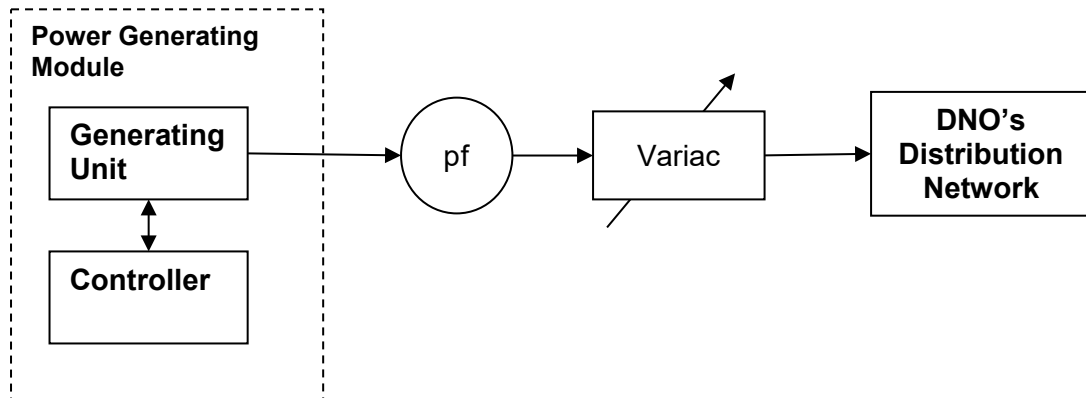 Power Generating
Module
Generating
Unit
Controller
pf
Variac
DNO’s
Distribution
Network